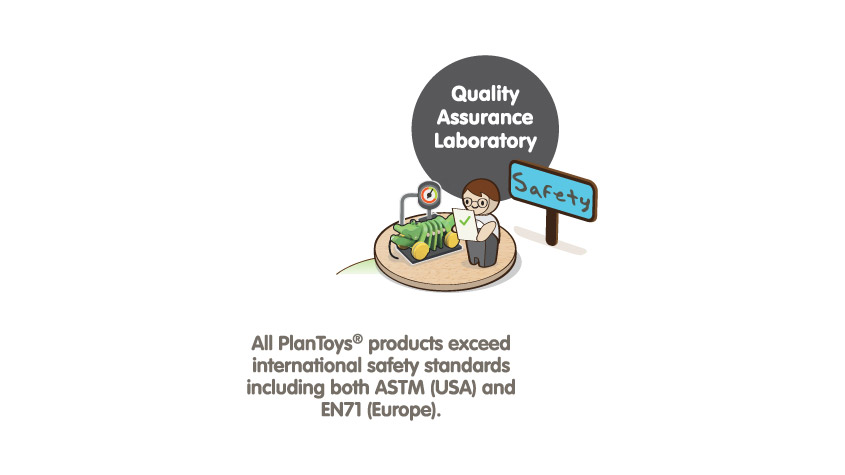 Quality
Assurance
Laboratory
Safety
All PlanToys® products exceed
international safety standards
including both ASTM (USA) and
EN71 (Europe).